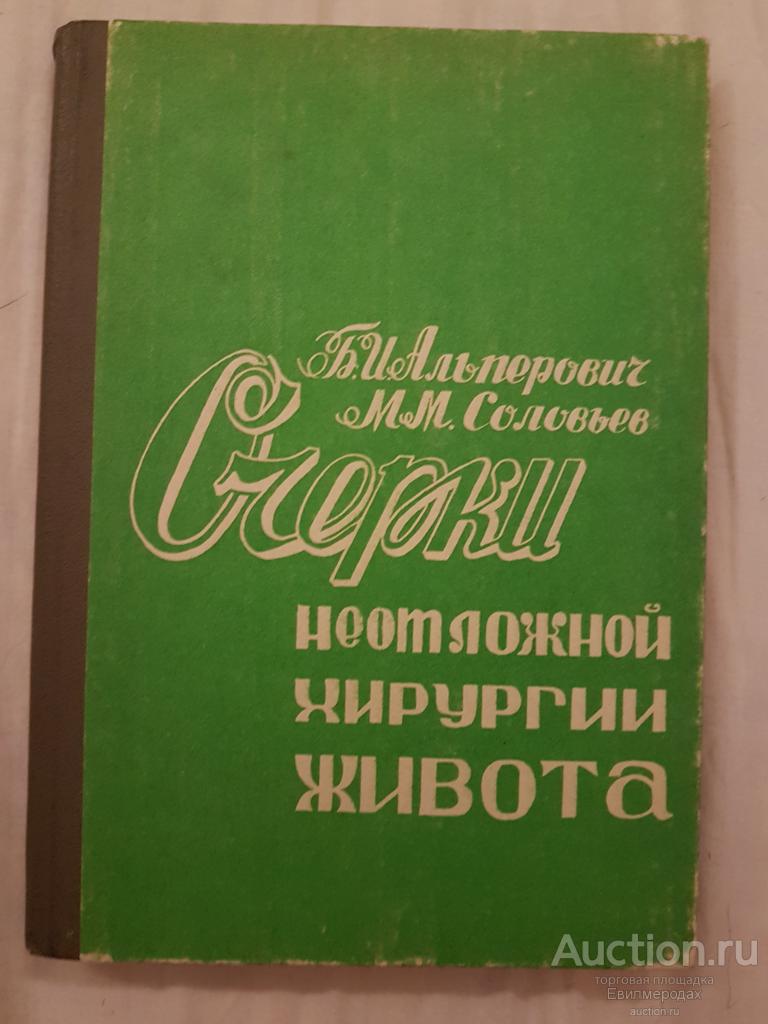 Б.И.Альперович
М.М. Соловьев
Очерки
неотложной
хирургии
живота
Auction.ru
торговая площадка
Евилмеродах
auction.ru